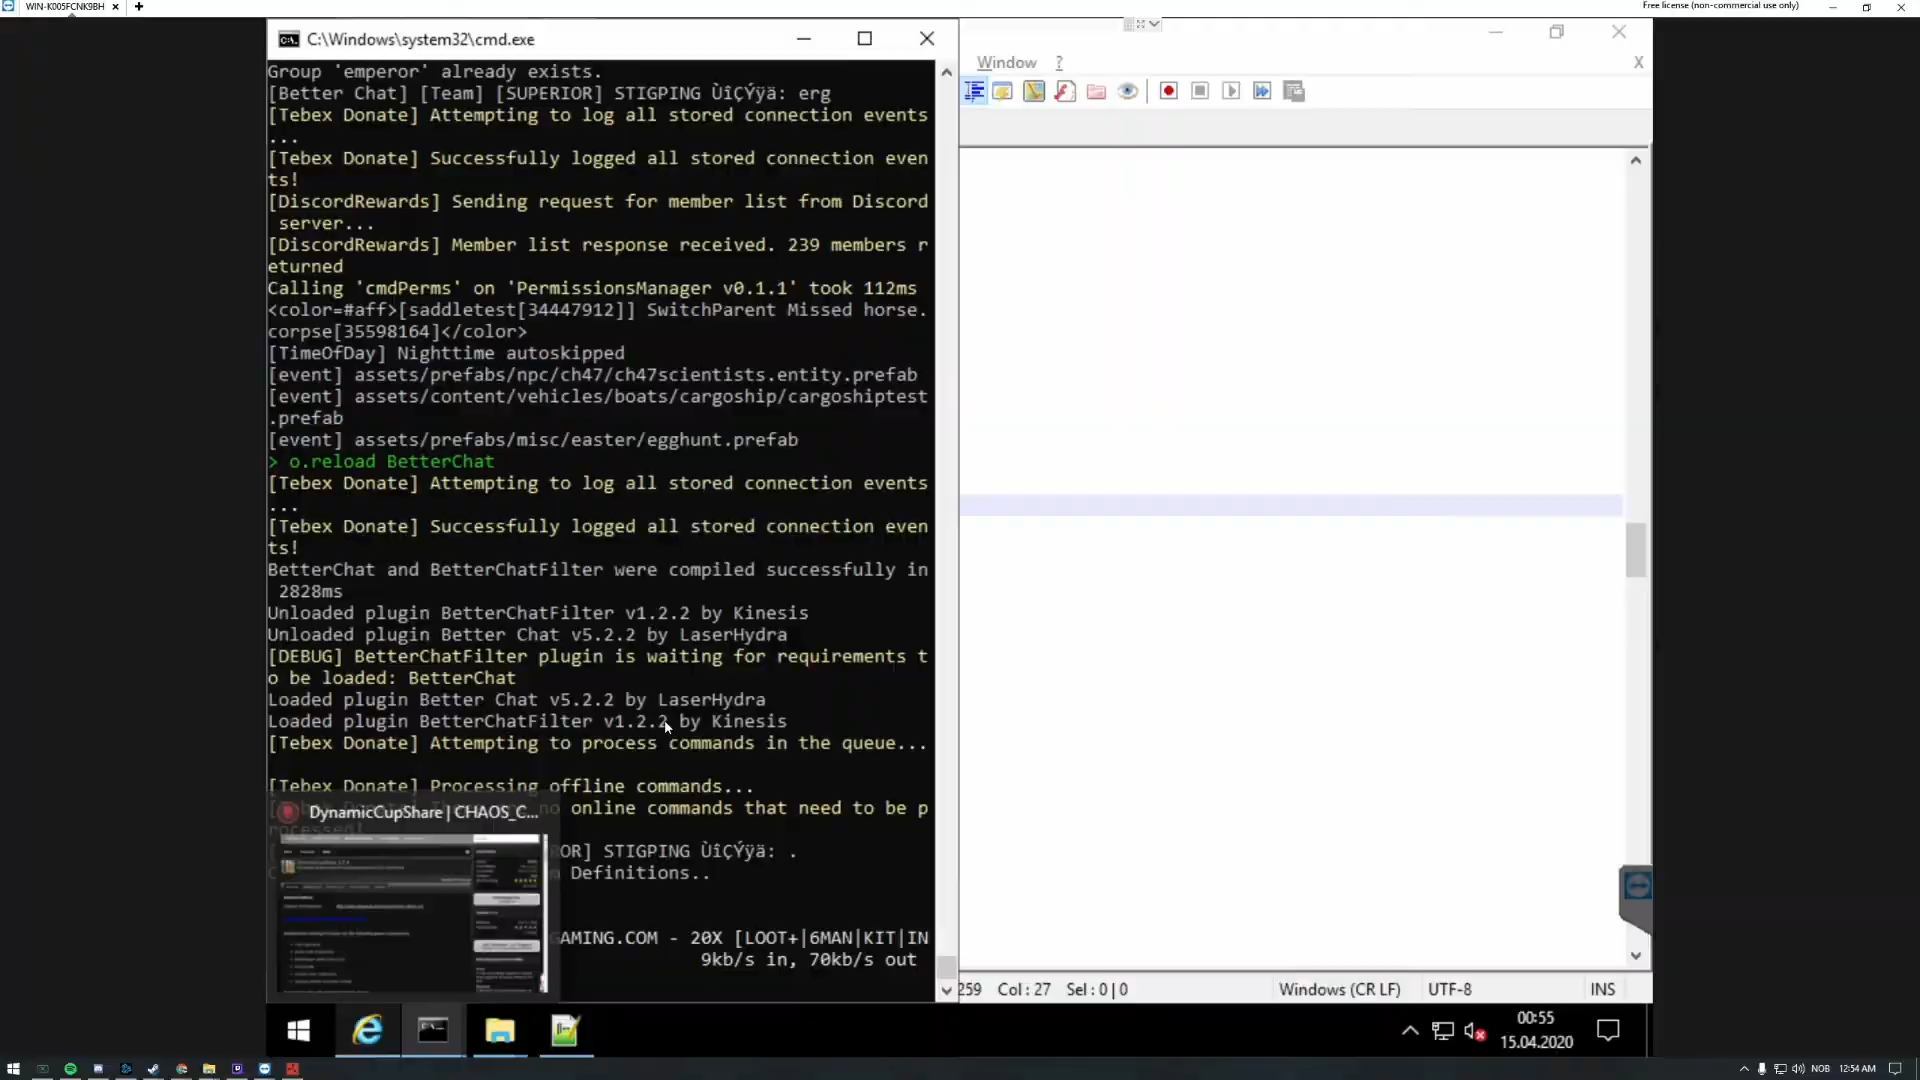 WIN-K005FCNK9BH
Free license (non-commercial use only)
C:\Windows\system32\cmd.exe
Window ?
Group 'emperor' already exists.
[Better Chat] [Team] [SUPERIOR] STIGPING ÙîÇÝÿä: erg
[Tebex Donate] Attempting to log all stored connection events
...
[Tebex Donate] Successfully logged all stored connection even
ts!
[DiscordRewards] Sending request for member list from Discord
server...
[DiscordRewards] Member list response received. 239 members r
eturned
Calling 'cmdPerms' on 'PermissionsManager v0.1.1' took 112ms
<color=#aff>[saddletest[34447912]] SwitchParent Missed horse.
corpse[35598164]</color>
[TimeOfDay] Nighttime autoskipped
[event] assets/prefabs/npc/ch47/ch47scientists.entity.prefab
[event] assets/content/vehicles/boats/cargoship/cargoshiptest
.prefab
[event] assets/prefabs/misc/easter/egghunt.prefab
> o.reload BetterChat
[Tebex Donate] Attempting to log all stored connection events
...
[Tebex Donate] Successfully logged all stored connection even
ts!
BetterChat and BetterChatFilter were compiled successfully in
2828ms
Unloaded plugin BetterChatFilter v1.2.2 by Kinesis
Unloaded plugin Better Chat v5.2.2 by LaserHydra
[DEBUG] BetterChatFilter plugin is waiting for requirements t
o be loaded: BetterChat
Loaded plugin Better Chat v5.2.2 by LaserHydra
Loaded plugin BetterChatFilter v1.2.2 by Kinesis
[Tebex Donate] Attempting to process commands in the queue...
[Tebex Donate] Processing offline commands...
no online commands that need to be p
DynamicCupShare | CHAOS_C...
OR] STIGPING ÙîÇÝÿä: .
Definitions..
GAMING.COM - 20X [LOOT+|6MAN|KIT|IN
9kb/s in, 70kb/s out
259 Col : 27 Sel : 0 | 0 Windows (CR LF) UTF-8 INS
00:55
15.04.2020
NOB 12:54 AM